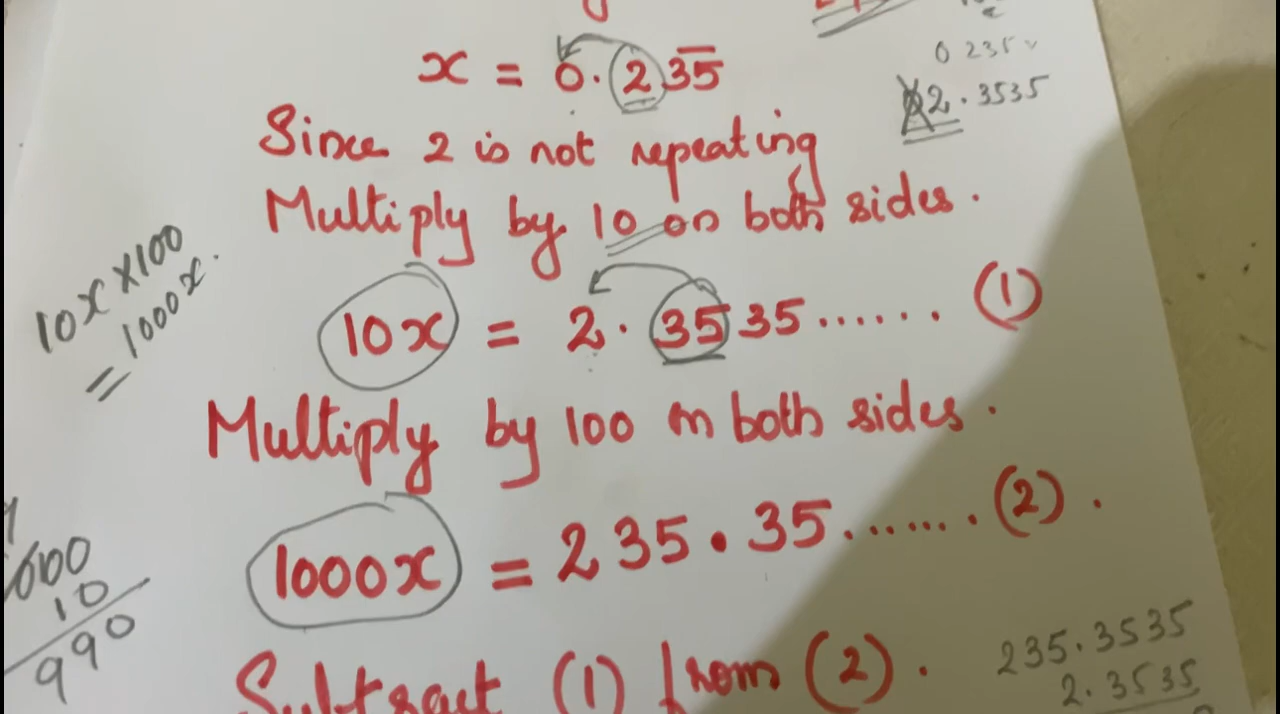 x = 0.235̅
0 235
02.3535
Since 2 is not repeating
Multiply by 10 on both sides.
10x × 100
= 1000x.
10x = 2.3535...... (1)
Multiply by 100 on both sides.
1000x = 235.35....... (2).
10
990
Subtract (1) from (2).
235.3535
2.3535